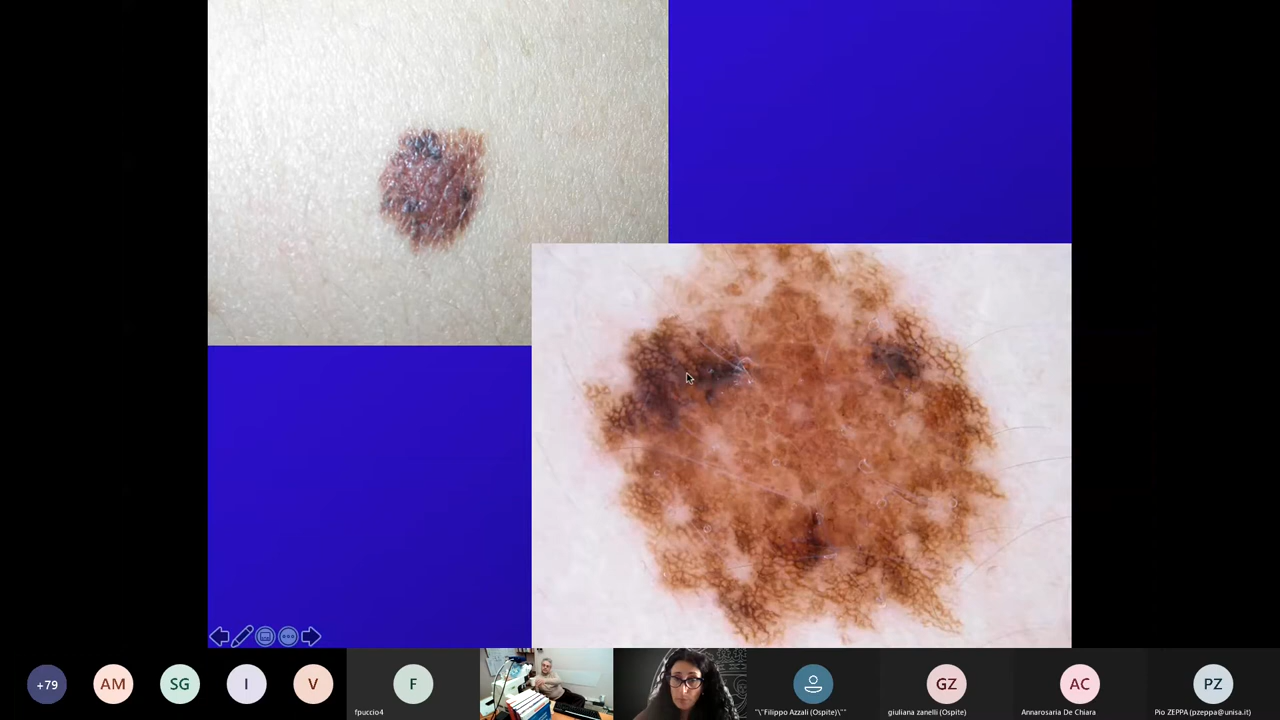 +79
AM
SG
I
V
F
GZ
AC
PZ
fpuccio4
"\"Filippo Azzali (Ospite)\""
giuliana zanelli (Ospite)
Annarosaria De Chiara
Pio ZEPPA (pzeppa@unisa.it)